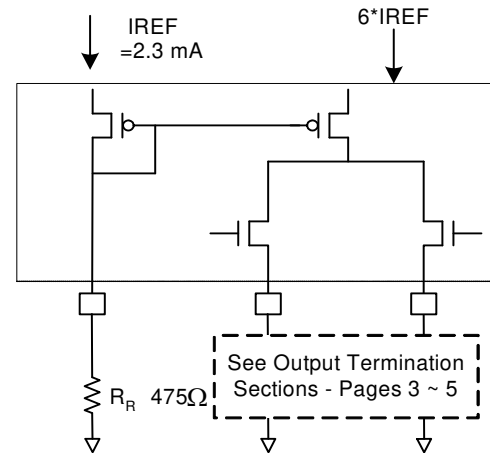 IREF
=2.3 mA
6*IREF
See Output Termination
Sections - Pages 3 ~ 5
RR 475Ω